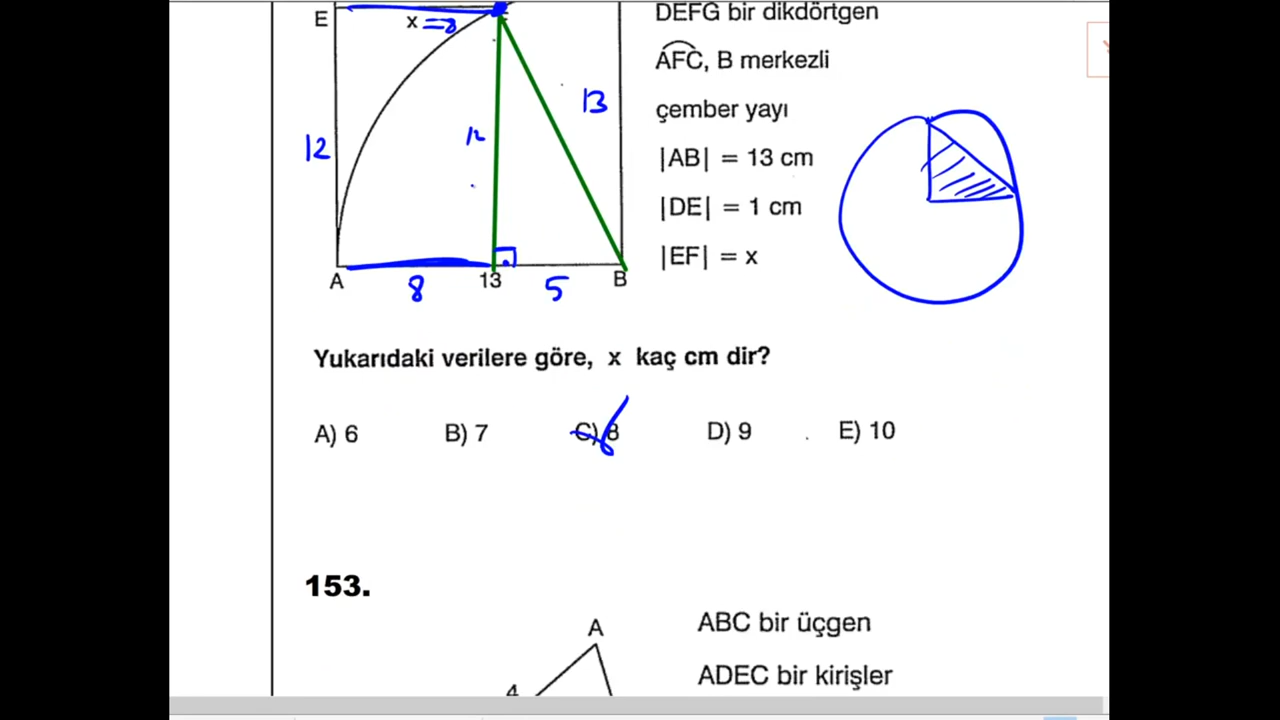 E
x = 8
12
12
13
A
8
13
5
B
DEFG bir dikdörtgen
AFC, B merkezli
çember yayı
|AB| = 13 cm
|DE| = 1 cm
|EF| = x
Yukarıdaki verilere göre, x kaç cm dir?
A) 6 B) 7 C) 8 D) 9 E) 10
153.
A
4
ABC bir üçgen
ADEC bir kirişler